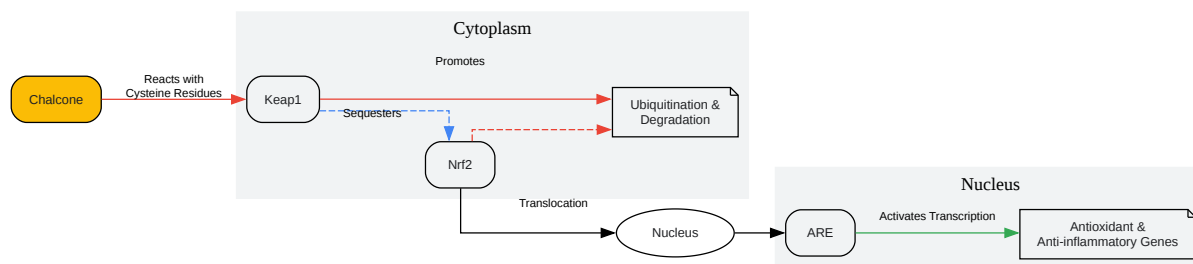 Cytoplasm
Promotes
Reacts with
Cysteine Residues
Chalcone
Keap1
Ubiquitination &
Degradation
Sequesters
Nrf2
Nucleus
Translocation
Activates Transcription
Nucleus
ARE
Antioxidant &
Anti-inflammatory Genes